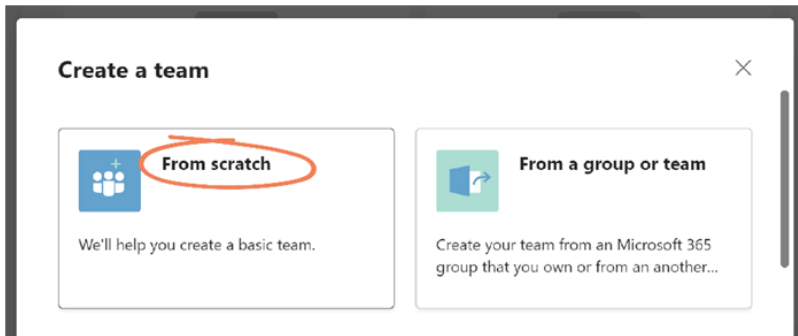 Create a team
From scratch
We'll help you create a basic team.
From a group or team
Create your team from an Microsoft 365
group that you own or from an another...